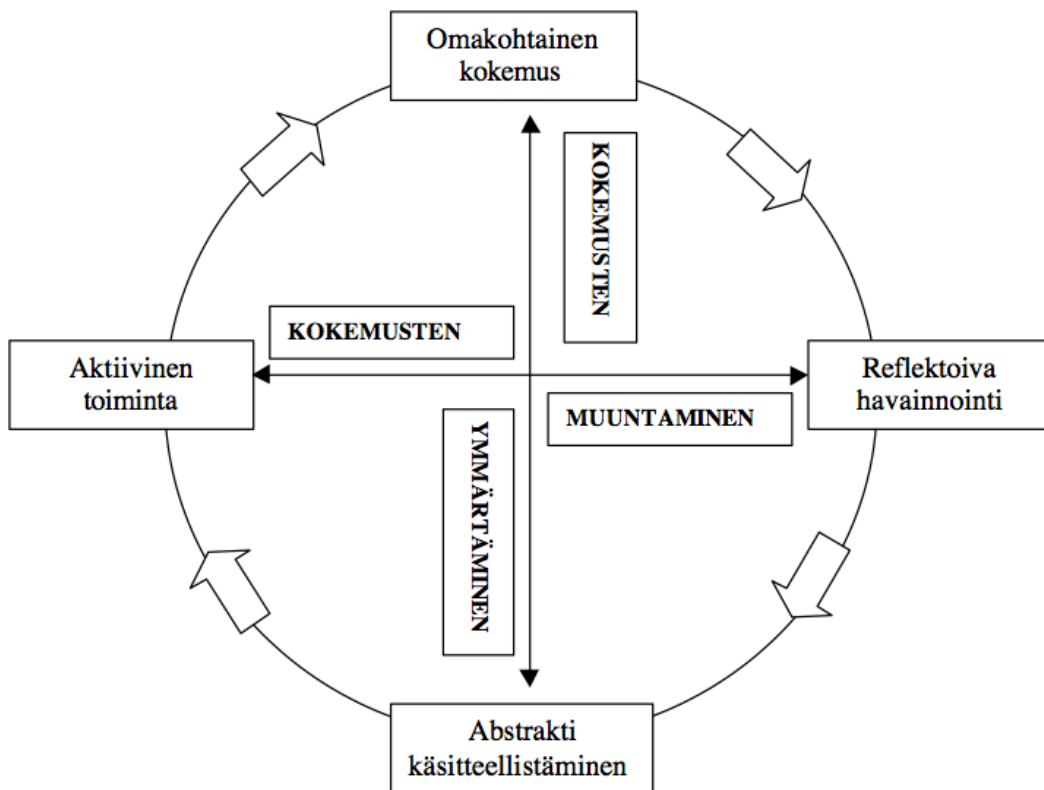 Omakohtainen
kokemus
KOKEMUSTEN
KOKEMUSTEN
Aktiivinen
toiminta
Reflektoiva
havainnointi
MUUNTAMINEN
YMMÄRTÄMINEN
Abstrakti
käsitteellistäminen